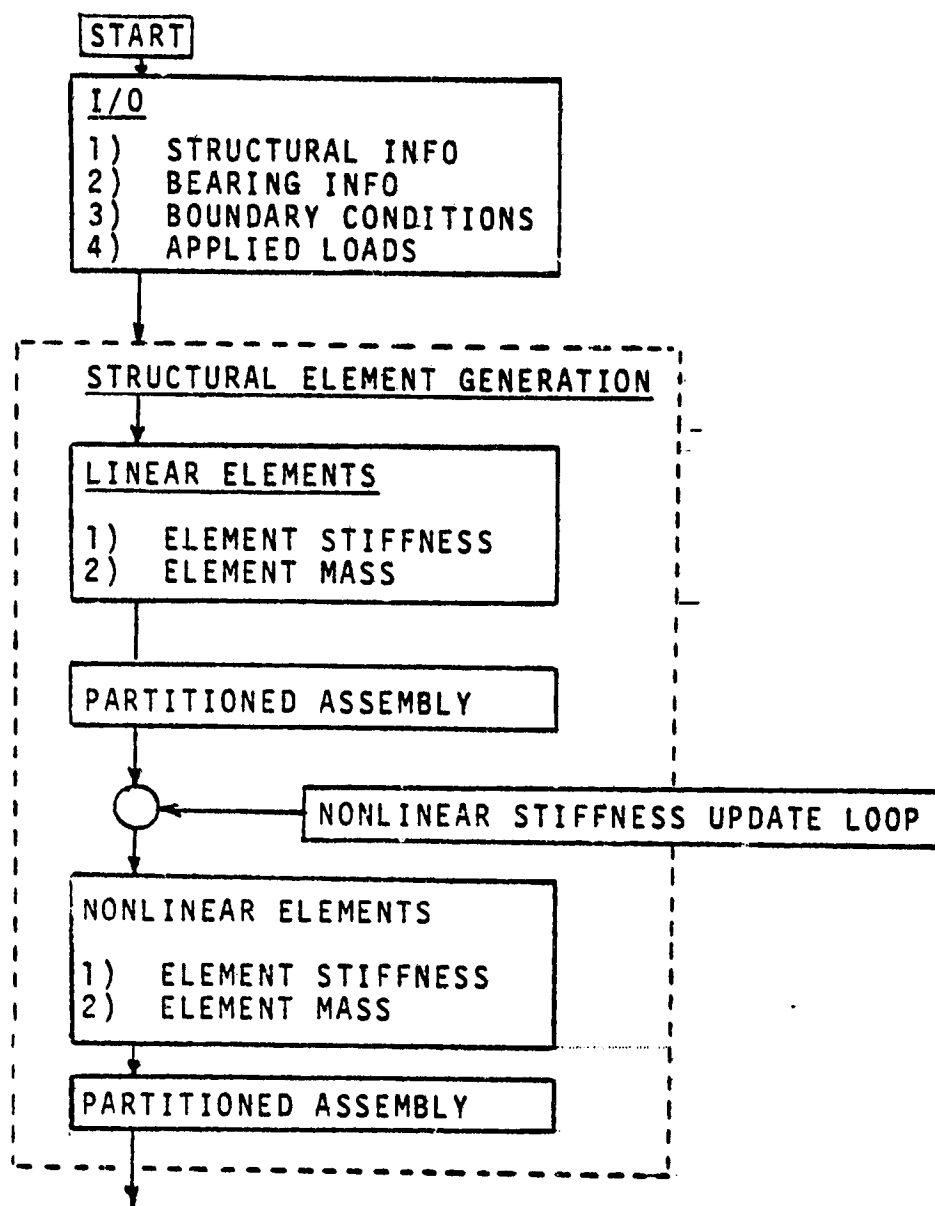 START
I/O
1) STRUCTURAL INFO
2) BEARING INFO
3) BOUNDARY CONDITIONS
4) APPLIED LOADS
STRUCTURAL ELEMENT GENERATION
LINEAR ELEMENTS
1) ELEMENT STIFFNESS
2) ELEMENT MASS
PARTITIONED ASSEMBLY
NONLINEAR STIFFNESS UPDATE LOOP
NONLINEAR ELEMENTS
1) ELEMENT STIFFNESS
2) ELEMENT MASS
PARTITIONED ASSEMBLY